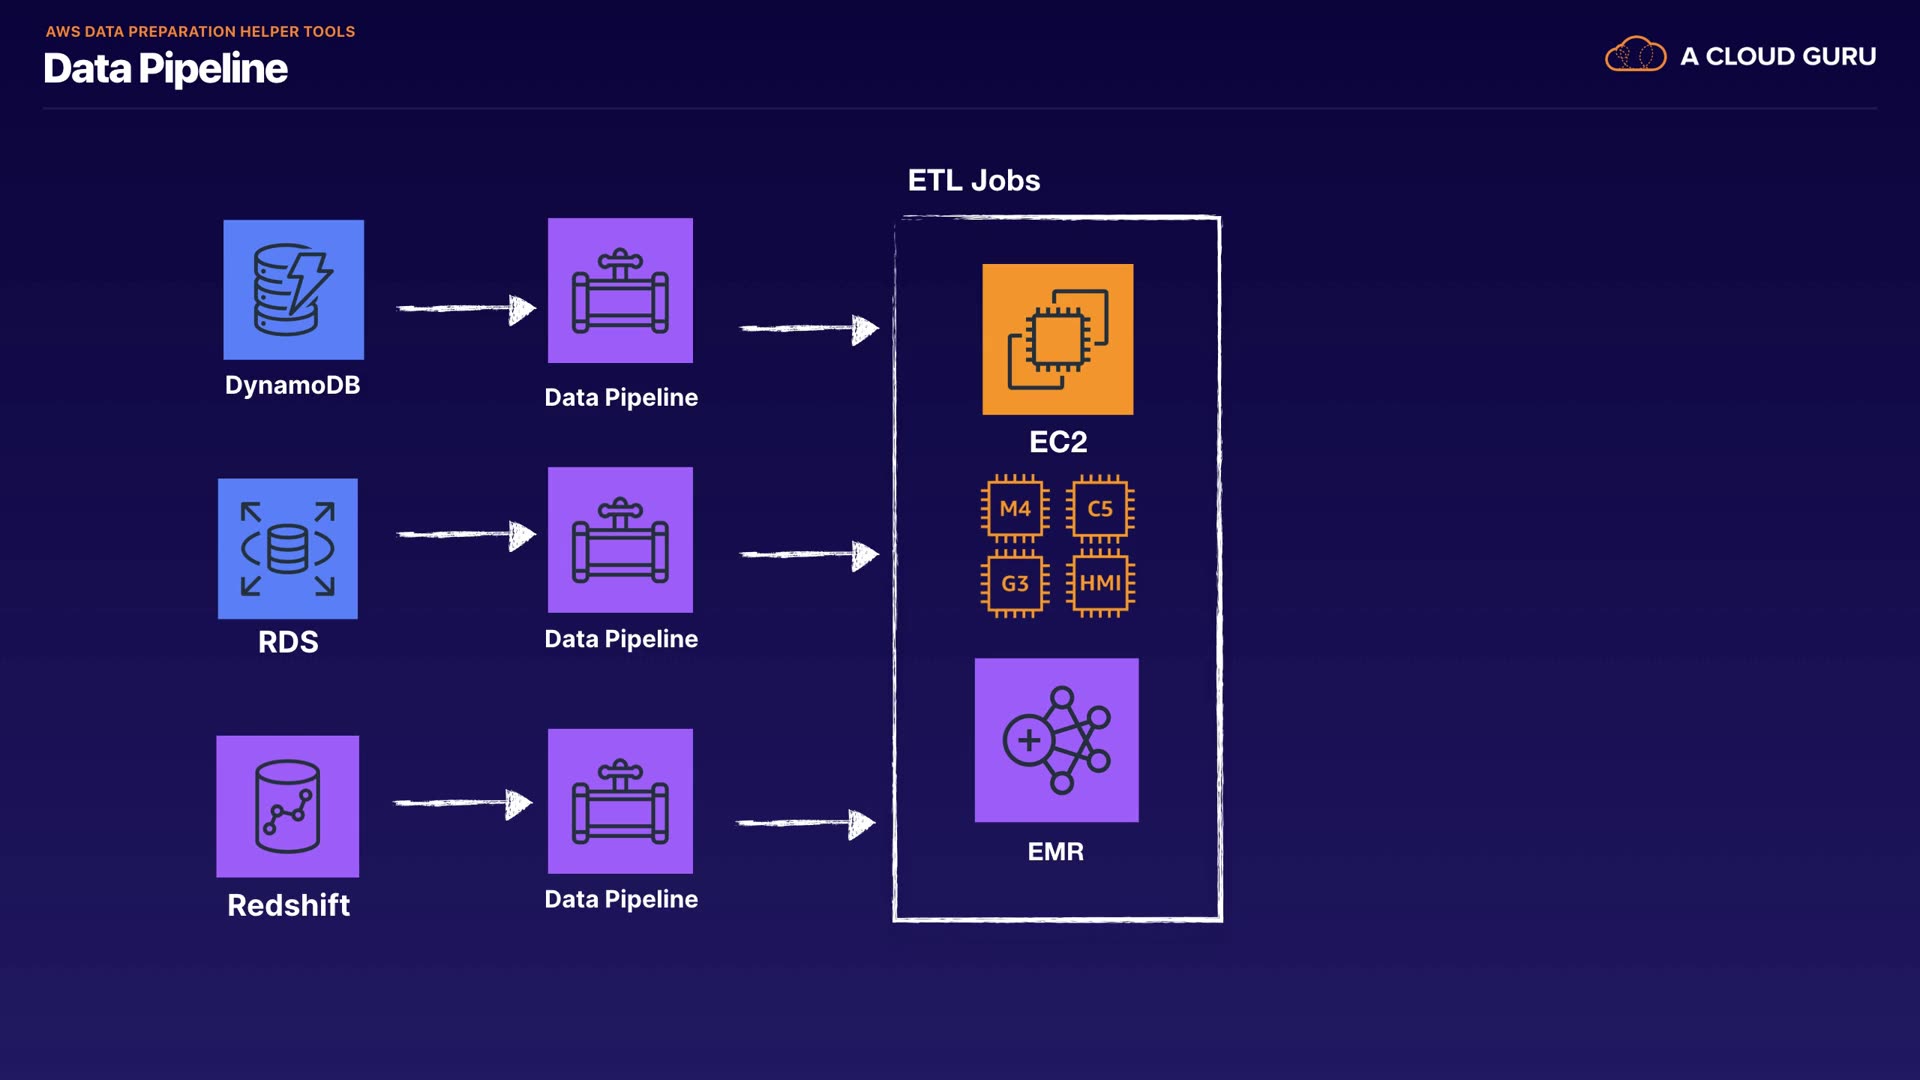 AWS DATA PREPARATION HELPER TOOLS
Data Pipeline
A CLOUD GURU
ETL Jobs
DynamoDB
Data Pipeline
EC2
M4
C5
G3
HMI
RDS
Data Pipeline
EMR
Redshift
Data Pipeline